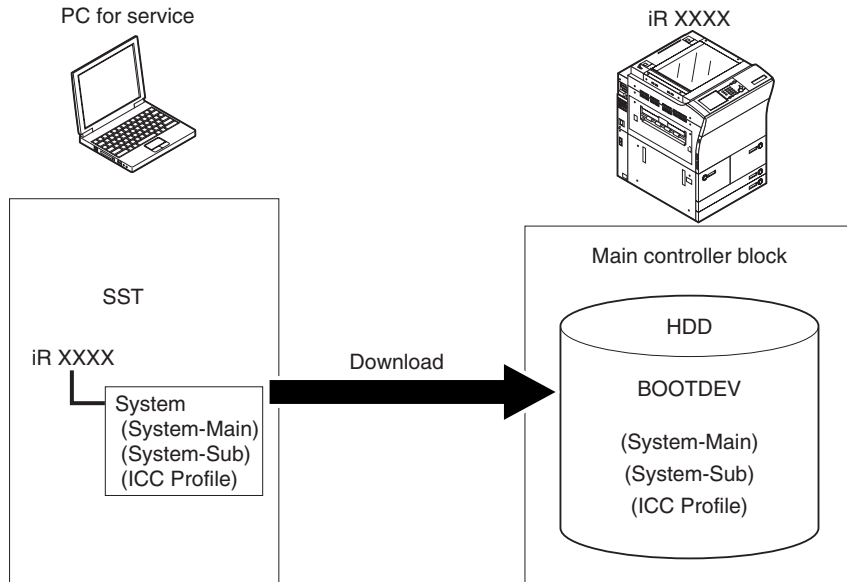 PC for service
iR XXXX
SST
iR XXXX
System
(System-Main)
(System-Sub)
(ICC Profile)
Download
Main controller block
HDD
BOOTDEV
(System-Main)
(System-Sub)
(ICC Profile)